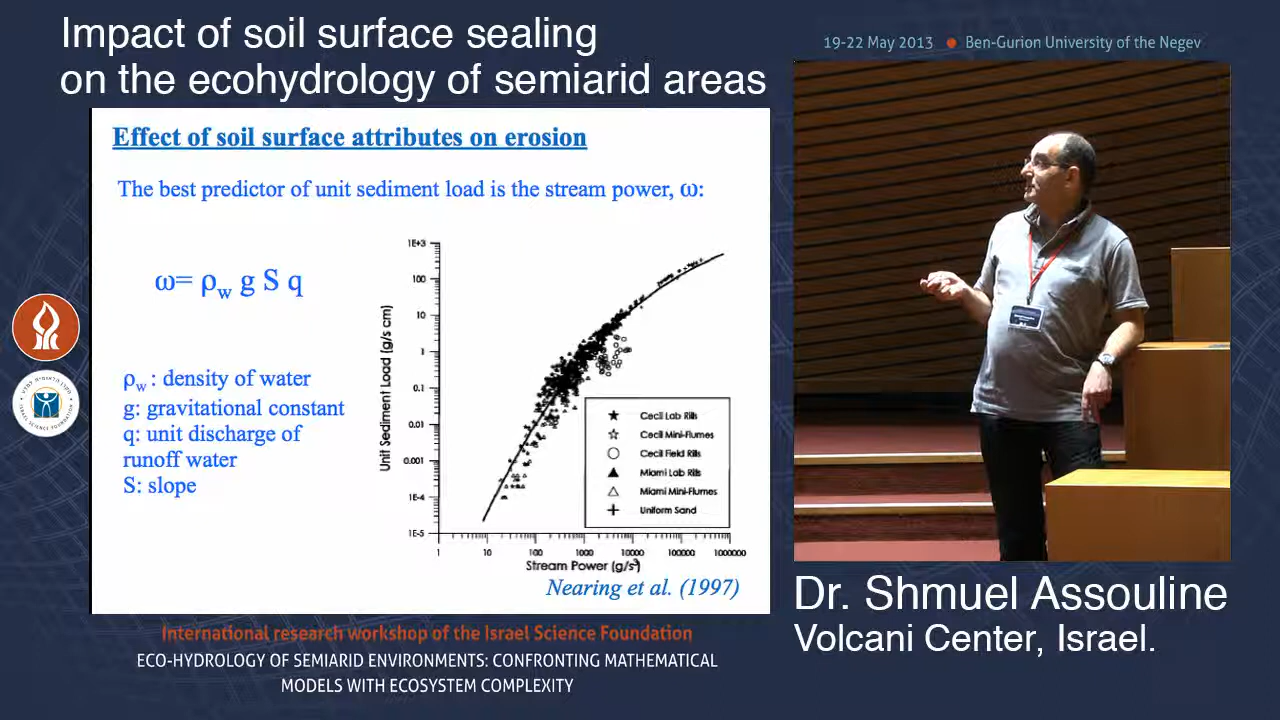 Impact of soil surface sealing
on the ecohydrology of semiarid areas
19-22 May 2013 ● Ben-Gurion University of the Negev
Effect of soil surface attributes on erosion
The best predictor of unit sediment load is the stream power, ω:
ω= ρw g S q
ρw : density of water
g: gravitational constant
q: unit discharge of
runoff water
S: slope
Unit Sediment Load (g/s cm)
1E+3
100
10
1
0.1
0.01
0.001
1E-4
1E-5
1 10 100 1000 10000 100000 1000000
Stream Power (g/s³)
Cecil Lab Rills
Cecil Mini-Flumes
Cecil Field Rills
Miami Lab Rills
Miami Mini-Flumes
Uniform Sand
Nearing et al. (1997)
Dr. Shmuel Assouline
Volcani Center, Israel.
International research workshop of the Israel Science Foundation
ECO-HYDROLOGY OF SEMIARID ENVIRONMENTS: CONFRONTING MATHEMATICAL
MODELS WITH ECOSYSTEM COMPLEXITY